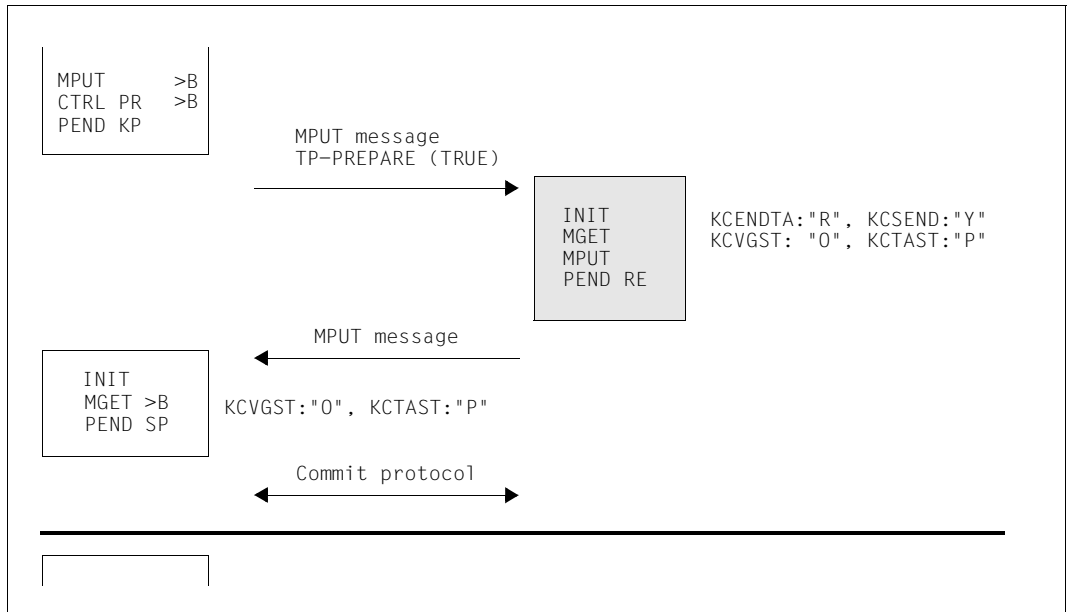 MPUT >B
CTRL PR >B
PEND KP
MPUT message
TP-PREPARE (TRUE)
INIT
MGET
MPUT
PEND RE
KCENDTA:"R", KCSEND:"Y"
KCVGST: "O", KCTAST:"P"
MPUT message
INIT
MGET >B
PEND SP
KCVGST:"O", KCTAST:"P"
Commit protocol